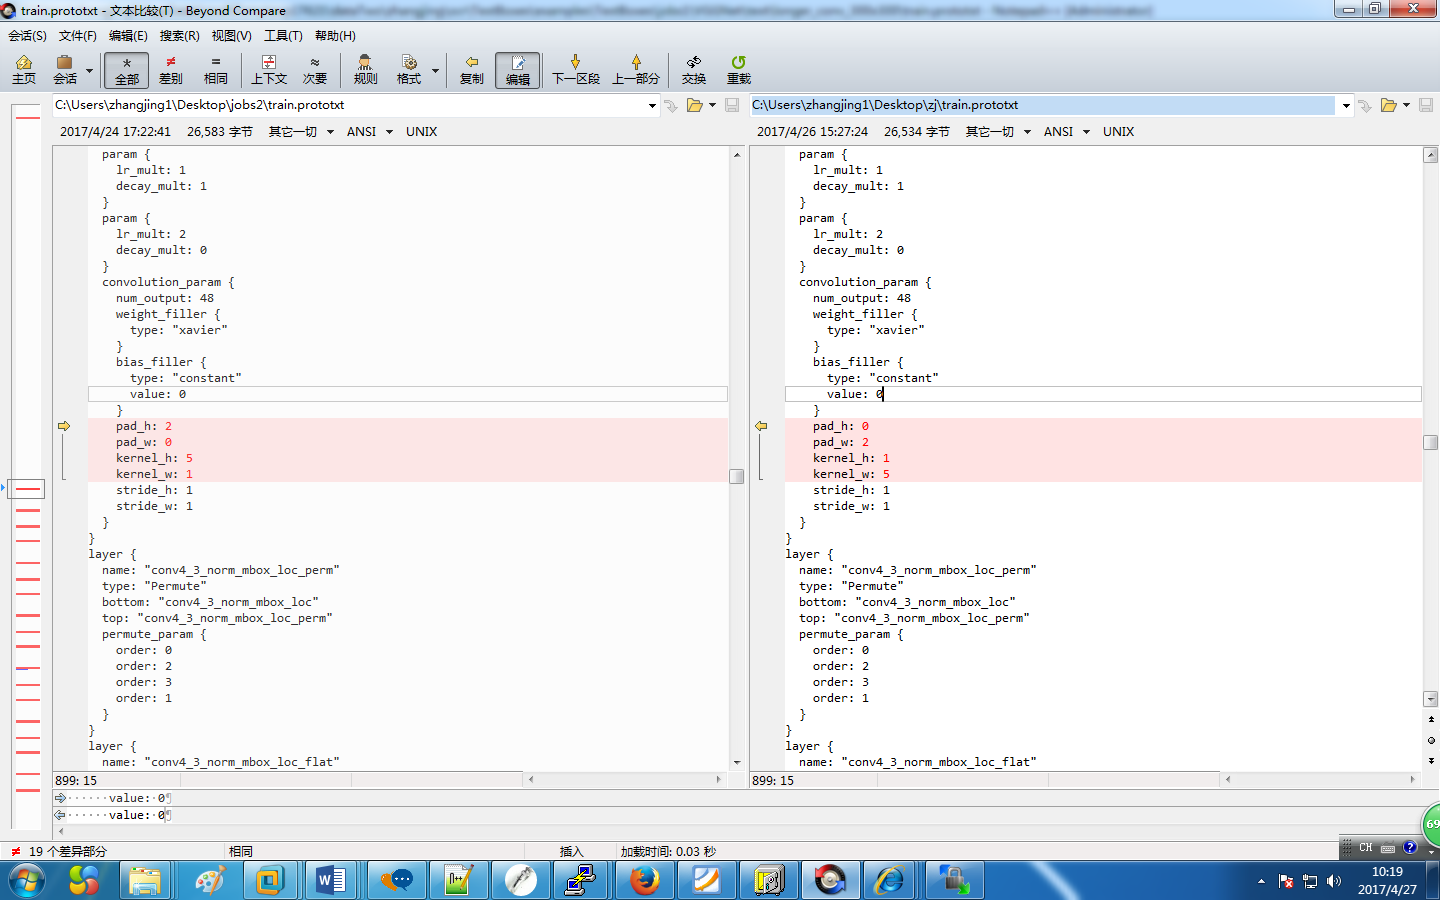 train.prototxt - 文本比较(T) - Beyond Compare
会话(S) 文件(F) 编辑(E) 搜索(R) 视图(V) 工具(T) 帮助(H)
主页 会话 全部 差别 相同 上下文 次要 规则 格式 复制 编辑 下一区段 上一部分 交换 重载
C:\Users\zhangjing1\Desktop\jobs2\train.prototxt
2017/4/24 17:22:41 26,583 字节 其它一切 ANSI UNIX
param {
lr_mult: 1
decay_mult: 1
}
param {
lr_mult: 2
decay_mult: 0
}
convolution_param {
num_output: 48
weight_filler {
type: "xavier"
}
bias_filler {
type: "constant"
value: 0
}
pad_h: 2
pad_w: 0
kernel_h: 5
kernel_w: 1
stride_h: 1
stride_w: 1
}
}
layer {
name: "conv4_3_norm_mbox_loc_perm"
type: "Permute"
bottom: "conv4_3_norm_mbox_loc"
top: "conv4_3_norm_mbox_loc_perm"
permute_param {
order: 0
order: 2
order: 3
order: 1
}
}
layer {
name: "conv4_3_norm_mbox_loc_flat"
899: 15
C:\Users\zhangjing1\Desktop\zj\train.prototxt
2017/4/26 15:27:24 26,534 字节 其它一切 ANSI UNIX
param {
lr_mult: 1
decay_mult: 1
}
param {
lr_mult: 2
decay_mult: 0
}
convolution_param {
num_output: 48
weight_filler {
type: "xavier"
}
bias_filler {
type: "constant"
value: 0
}
pad_h: 0
pad_w: 2
kernel_h: 1
kernel_w: 5
stride_h: 1
stride_w: 1
}
}
layer {
name: "conv4_3_norm_mbox_loc_perm"
type: "Permute"
bottom: "conv4_3_norm_mbox_loc"
top: "conv4_3_norm_mbox_loc_perm"
permute_param {
order: 0
order: 2
order: 3
order: 1
}
}
layer {
name: "conv4_3_norm_mbox_loc_flat"
899: 15
value: 0¶
value: 0¶
69
19 个差异部分 相同 插入 加载时间: 0.03 秒
CH
10:19
2017/4/27